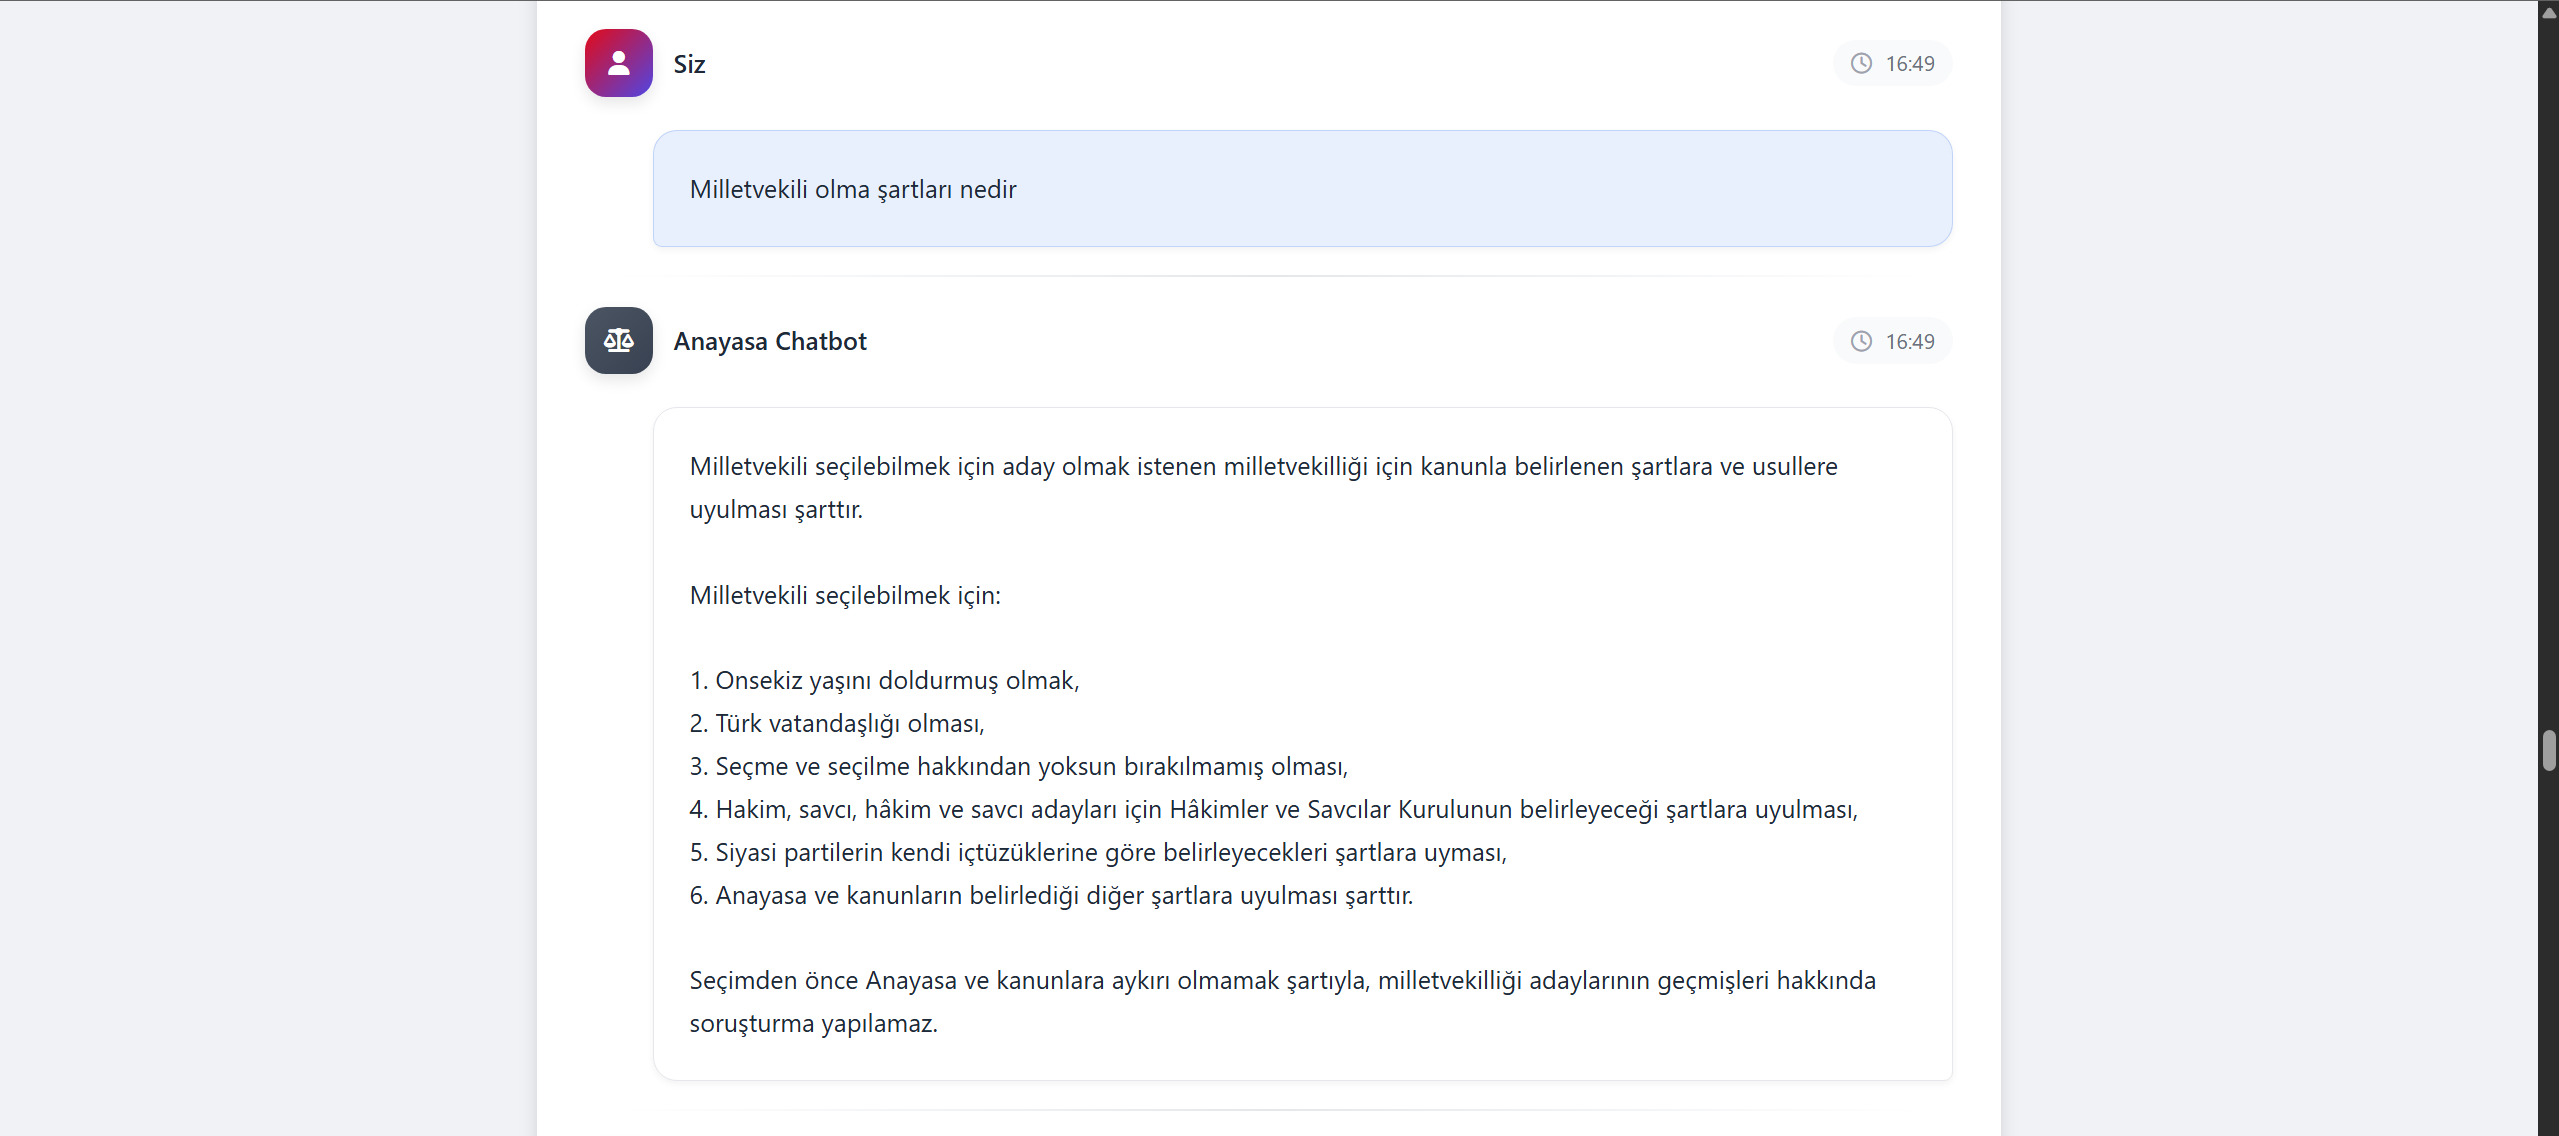 Siz
16:49
Milletvekili olma şartları nedir
Anayasa Chatbot
16:49
Milletvekili seçilebilmek için aday olmak istenen milletvekilliği için kanunla belirlenen şartlara ve usullere
uyulması şarttır.
Milletvekili seçilebilmek için:
1. Onsekiz yaşını doldurmuş olmak,
2. Türk vatandaşlığı olması,
3. Seçme ve seçilme hakkından yoksun bırakılmamış olması,
4. Hakim, savcı, hâkim ve savcı adayları için Hâkimler ve Savcılar Kurulunun belirleyeceği şartlara uyulması,
5. Siyasi partilerin kendi içtüzüklerine göre belirleyecekleri şartlara uyması,
6. Anayasa ve kanunların belirlediği diğer şartlara uyulması şarttır.
Seçimden önce Anayasa ve kanunlara aykırı olmamak şartıyla, milletvekilliği adaylarının geçmişleri hakkında
soruşturma yapılamaz.